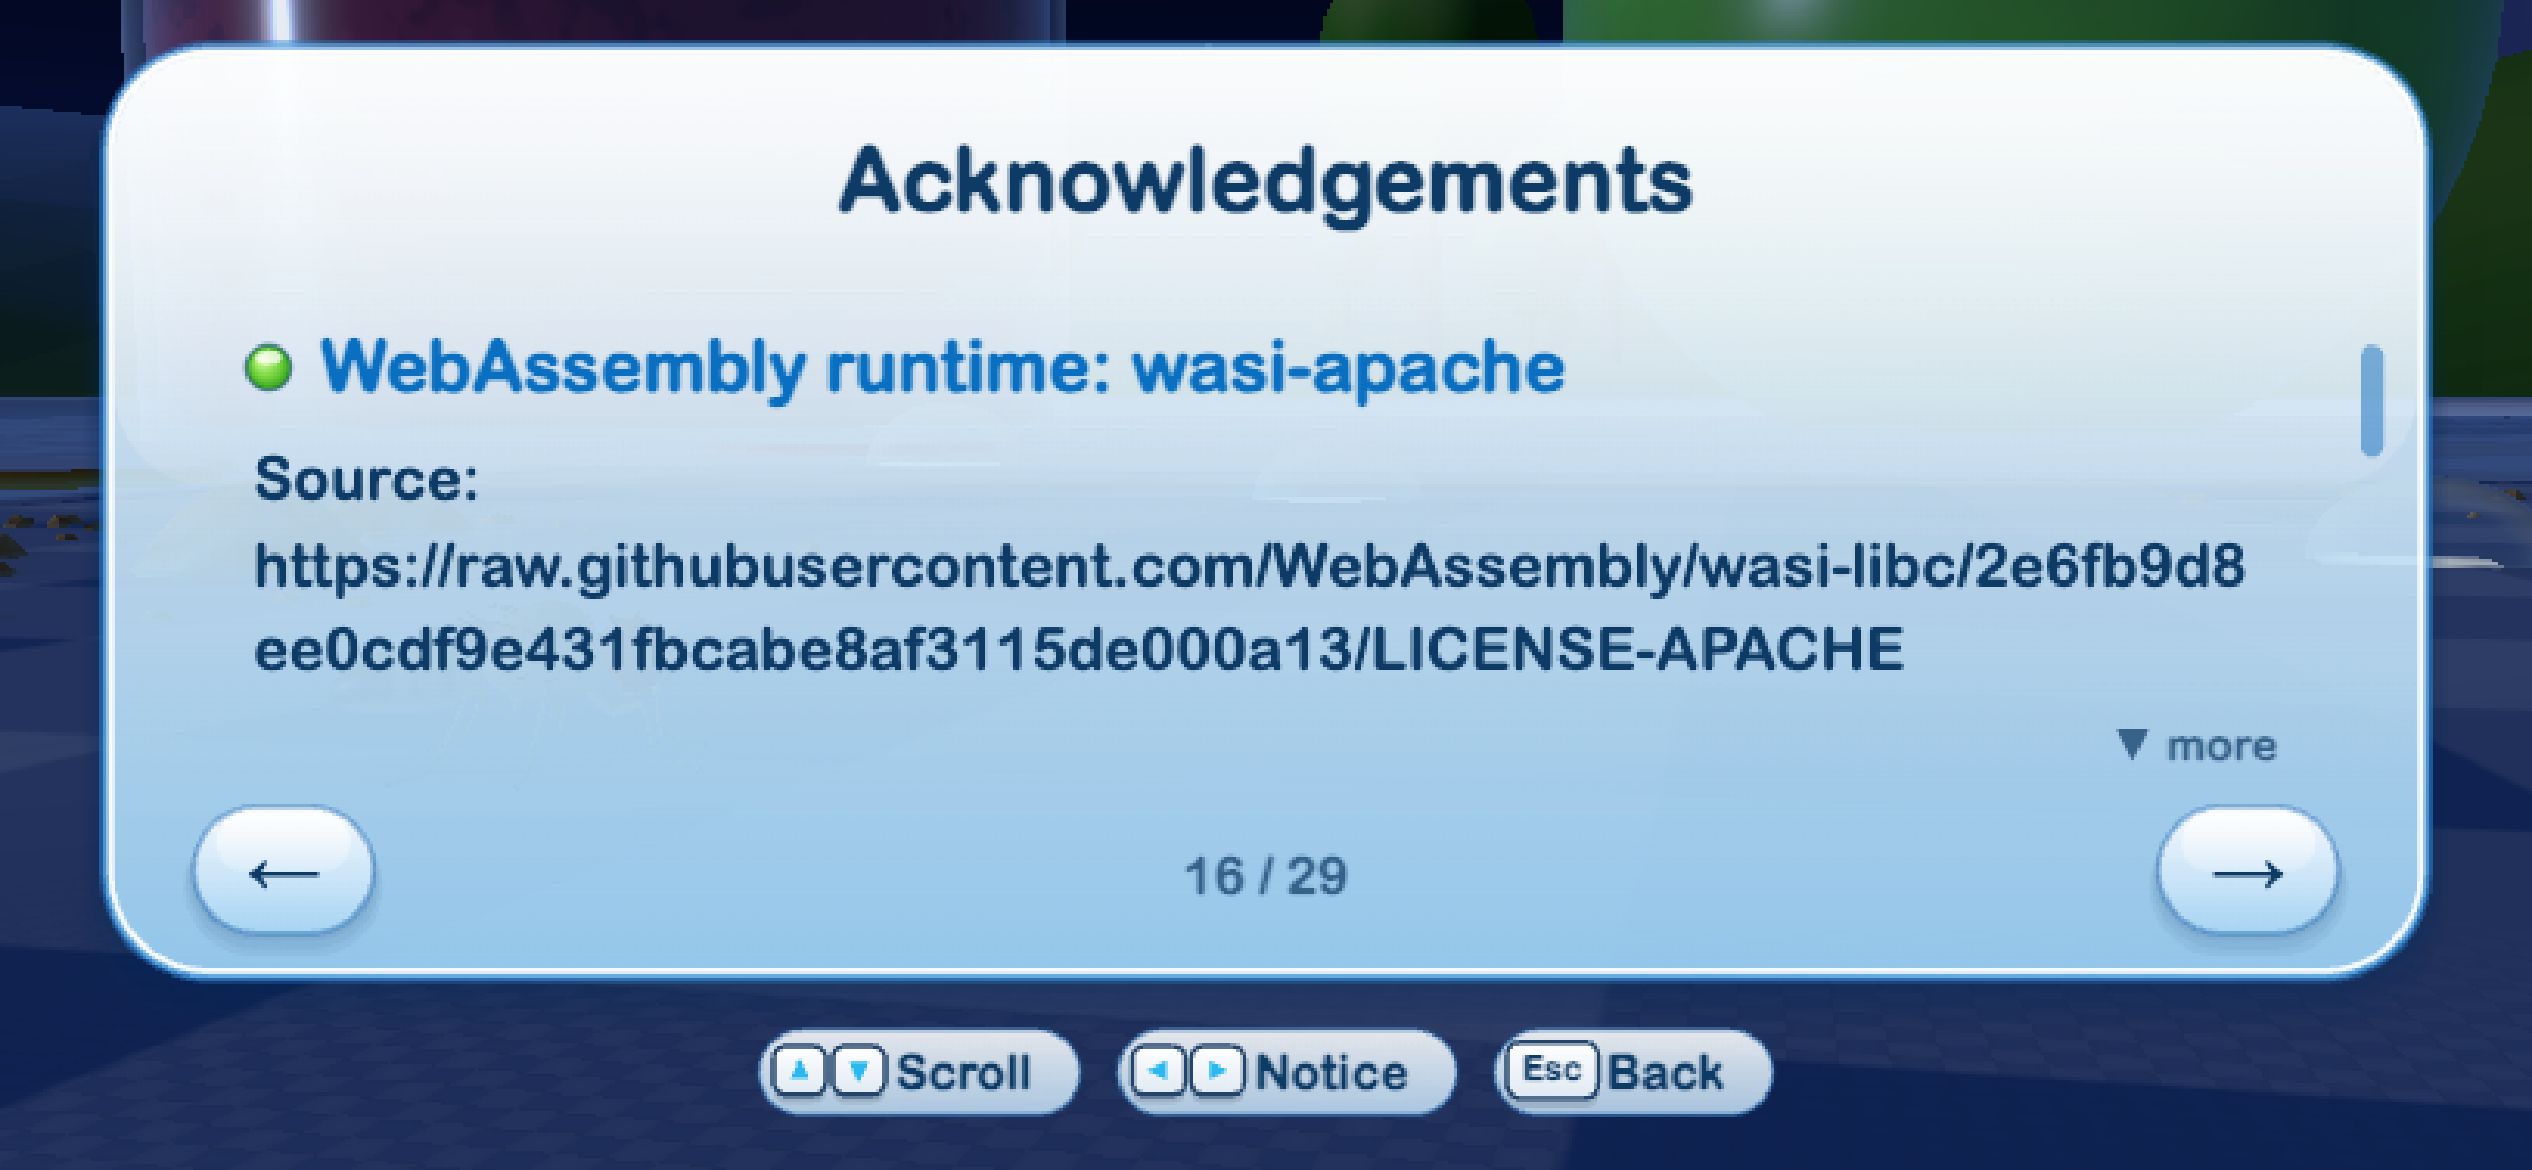 Acknowledgements
WebAssembly runtime: wasi-apache
Source:
https://raw.githubusercontent.com/WebAssembly/wasi-libc/2e6fb9d8
ee0cdf9e431fbcabe8af3115de000a13/LICENSE-APACHE
▼ more
← 16 / 29 →
▲ ▼ Scroll ◄ ► Notice Esc Back